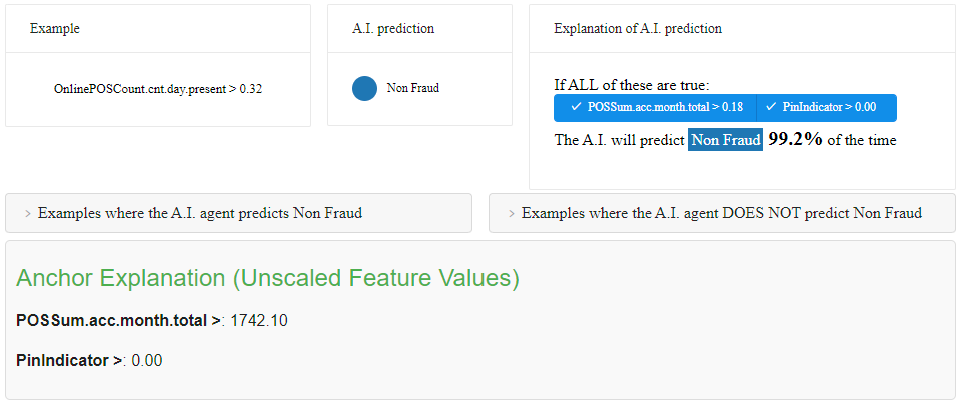 Example
A.I. prediction
Explanation of A.I. prediction
OnlinePOSCount.cnt.day.present > 0.32
Non Fraud
If ALL of these are true:
✓ POSSum.acc.month.total > 0.18 ✓ PinIndicator > 0.00
The A.I. will predict Non Fraud 99.2% of the time
> Examples where the A.I. agent predicts Non Fraud
> Examples where the A.I. agent DOES NOT predict Non Fraud
Anchor Explanation (Unscaled Feature Values)
POSSum.acc.month.total >: 1742.10
PinIndicator >: 0.00